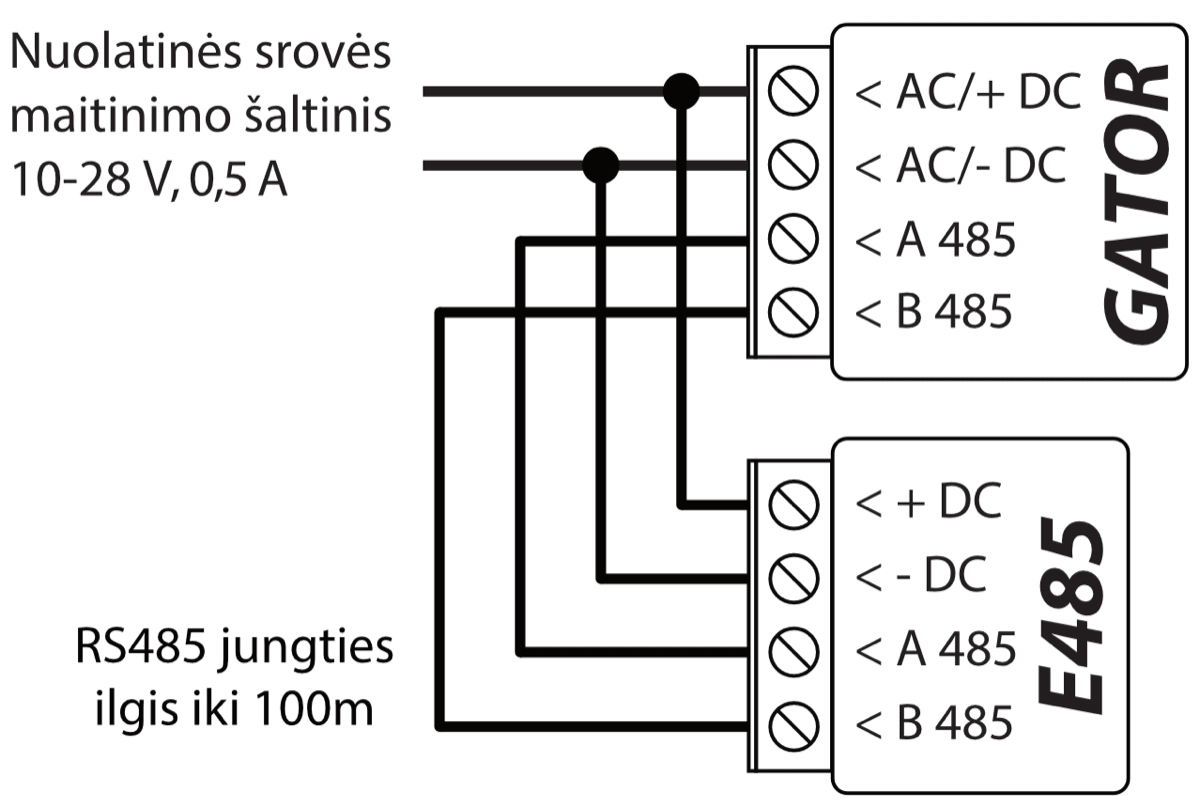 Nuolatinės srovės
maitinimo šaltinis
10-28 V, 0,5 A
< AC/+ DC
< AC/- DC
< A 485
< B 485
GATOR
< + DC
< - DC
< A 485
< B 485
E485
RS485 jungties
ilgis iki 100m